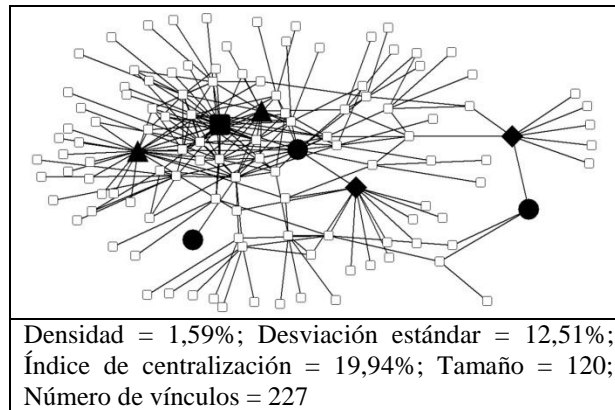 Densidad = 1,59%; Desviación estándar = 12,51%;
Índice de centralización = 19,94%; Tamaño = 120;
Número de vínculos = 227